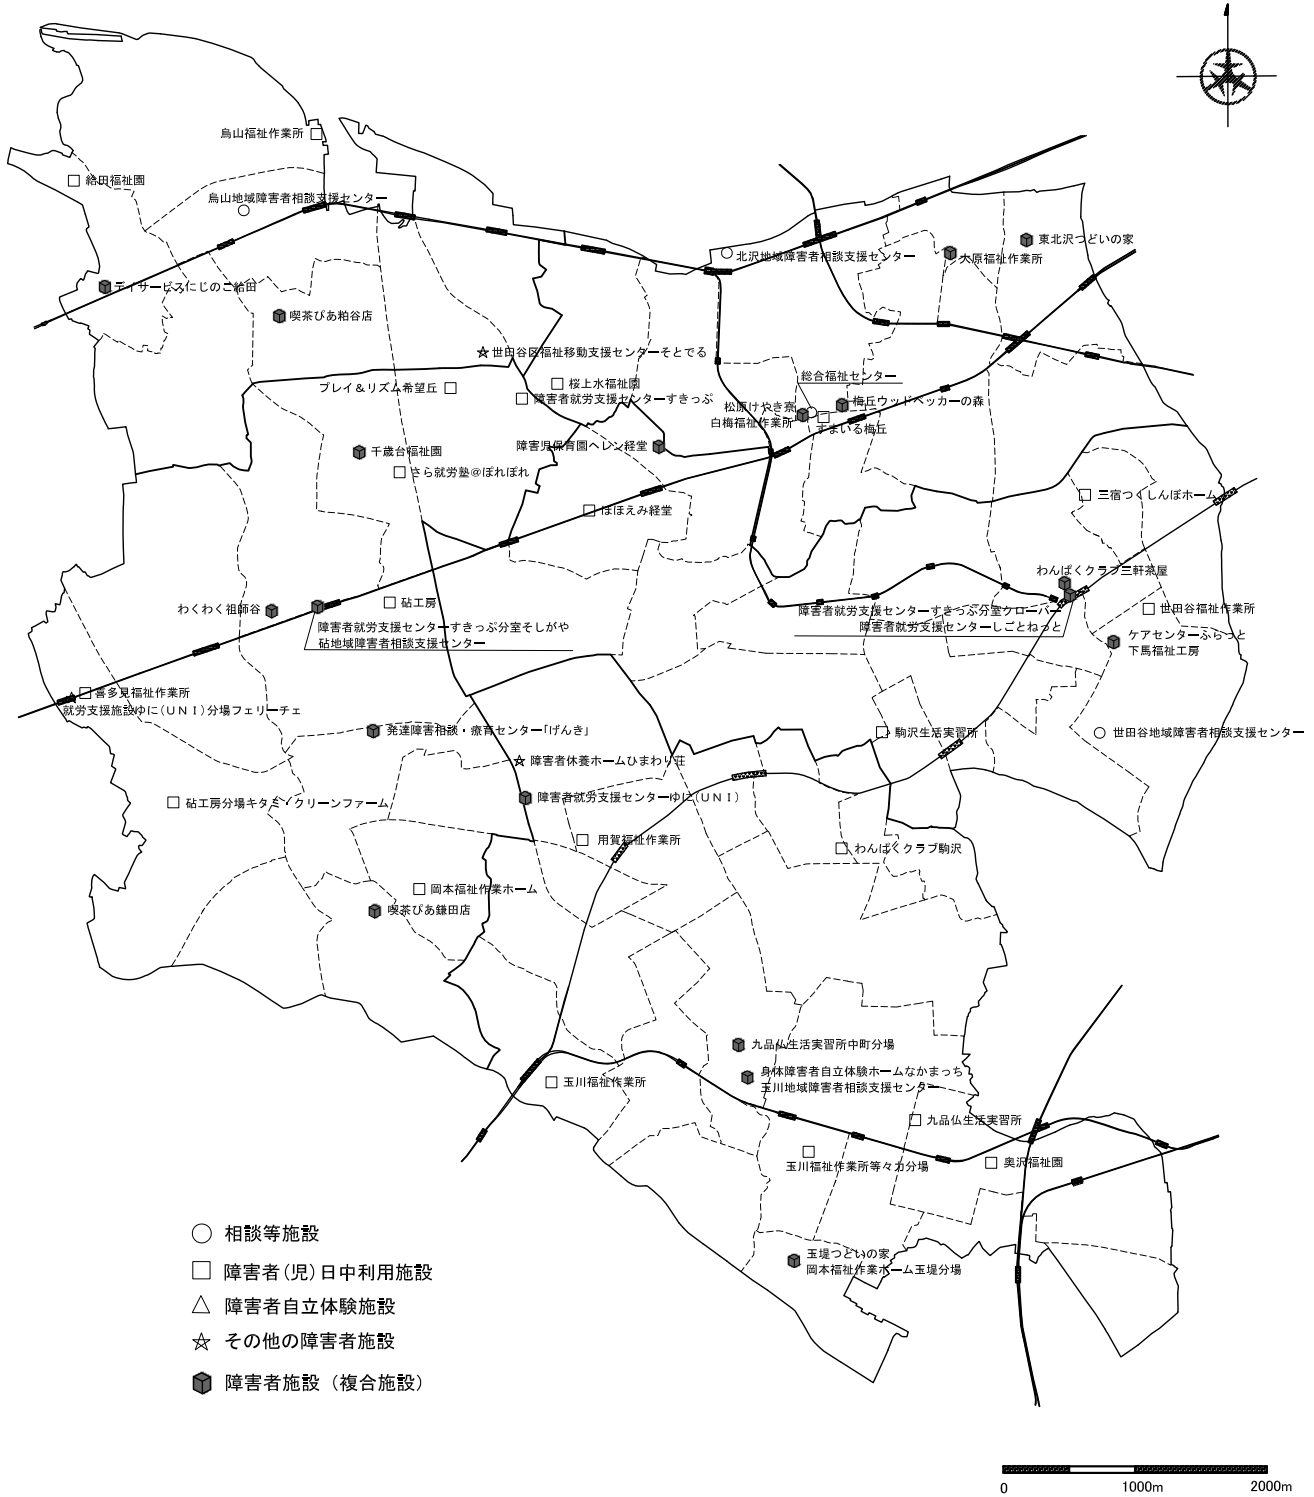 烏山福祉作業所
給田福祉園
烏山地域障害者相談支援センター
東北沢つどいの家
北沢地域障害者相談支援センター
大原福祉作業所
デイサービスにじのこ給田
喫茶ぴあ粕谷店
世田谷区福祉移動支援センターそとでる
総合福祉センター
プレイ&リズム希望丘
桜上水福祉園
障害者就労支援センターすきっぷ
梅丘ウッドペッカーの森
松原けやき寮
白梅福祉作業所
すまいる梅丘
障害児保育園ヘレン経堂
千歳台福祉園
さら就労塾@ぽれぽれ
三宿つくしんぼホーム
ほほえみ経堂
わんぱくクラブ三軒茶屋
わくわく祖師谷
砧工房
障害者就労支援センターすきっぷ分室クローバー
世田谷福祉作業所
障害者就労支援センターすきっぷ分室そしがや
砧地域障害者相談支援センター
障害者就労支援センターしごとねっと
ケアセンターふらっと
下馬福祉工房
喜多見福祉作業所
就労支援施設ゆに(UNI)分場フェリーチェ
発達障害相談・療育センター「げんき」
駒沢生活実習所
世田谷地域障害者相談支援センター
障害者休養ホームひまわり荘
砧工房分場キタミ・クリーンファーム
障害者就労支援センターゆに(UNI)
用賀福祉作業所
わんぱくクラブ駒沢
岡本福祉作業ホーム
喫茶ぴあ鎌田店
九品仏生活実習所中町分場
玉川福祉作業所
身体障害者自立体験ホームなかまっち
玉川地域障害者相談支援センター
九品仏生活実習所
玉川福祉作業所等々力分場
奥沢福祉園
玉堤つどいの家
岡本福祉作業ホーム玉堤分場
相談等施設
障害者(児)日中利用施設
障害者自立体験施設
その他の障害者施設
障害者施設(複合施設)
0 1000m 2000m